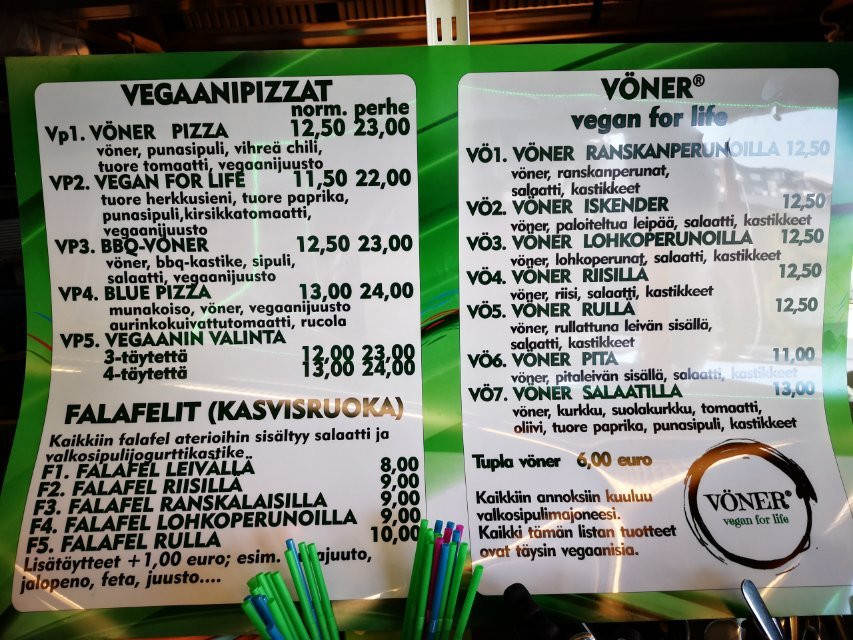 VEGAANIPIZZAT
norm. perhe
Vp1. VÖNER PIZZA 12,50 23,00
vöner, punasipuli, vihreä chili,
tuore tomaatti, vegaanijuusto
VP2. VEGAN FOR LIFE 11,50 22,00
tuore herkkusieni, tuore paprika,
punasipuli,kirsikkatomaatti,
vegaanijuusto
VP3. BBQ-VÖNER 12,50 23,00
vöner, bbq-kastike, sipuli,
salaatti, vegaanijuusto
VP4. BLUE PIZZA 13,00 24,00
munakoiso, vöner, vegaanijuusto
aurinkokuivattutomaatti, rucola
VP5. VEGAANIN VALINTA
3-täytettä 12,00 23,00
4-täytettä 13,00 24,00
FALAFELIT (KASVISRUOKA)
Kaikkiin falafel aterioihin sisältyy salaatti ja
valkosipulijogurttikastike
F1. FALAFEL LEIVÄLLÄ 8,00
F2. FALAFEL RIISILLÄ 9,00
F3. FALAFEL RANSKALAISILLA 9,00
F4. FALAFEL LOHKOPERUNOILLA 9,00
F5. FALAFEL RULLA 10,00
Lisätäytteet +1,00 euro; esim.
jalopeno, feta, juusto....
VÖNER®
vegan for life
VÖ1. VÖNER RANSKANPERUNOILLA 12,50
vöner, ranskanperunat,
salaatti, kastikkeet
VÖ2. VÖNER ISKENDER 12,50
vöner, paloiteltua leipää, salaatti, kastikkeet
VÖ3. VÖNER LOHKOPERUNOILLA 12,50
vöner, lohkoperunat, salaatti, kastikkeet
VÖ4. VÖNER RIISILLÄ 12,50
vöner, riisi, salaatti, kastikkeet
VÖ5. VÖNER RULLA 12,50
vöner, rullattuna leivän sisällä,
salaatti, kastikkeet
VÖ6. VÖNER PITA 11,00
vöner, pitaleivän sisällä, salaatti, kastikkeet
VÖ7. VÖNER SALAATILLA 13,00
vöner, kurkku, suolakurkku, tomaatti,
oliivi, tuore paprika, punasipuli, kastikkeet
Tupla vöner 6,00 euro
Kaikkiin annoksiin kuuluu
valkosipulimajoneesi.
Kaikki tämän listan tuotteet
ovat täysin vegaanisia.
VÖNER®
vegan for life